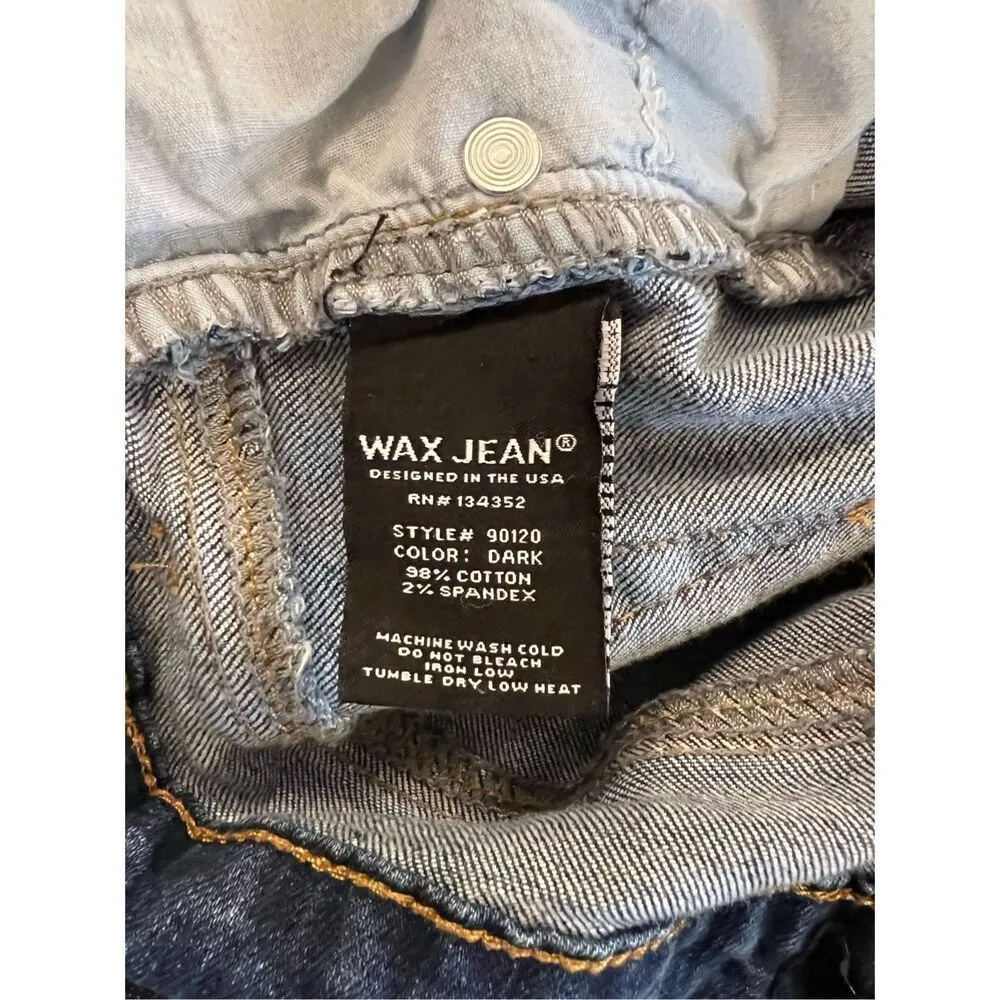 WAX JEAN®
DESIGNED IN THE USA
RN# 134352
STYLE# 90120
COLOR: DARK
98% COTTON
2% SPANDEX
MACHINE WASH COLD
DO NOT BLEACH
IRON LOW
TUMBLE DRY LOW HEAT